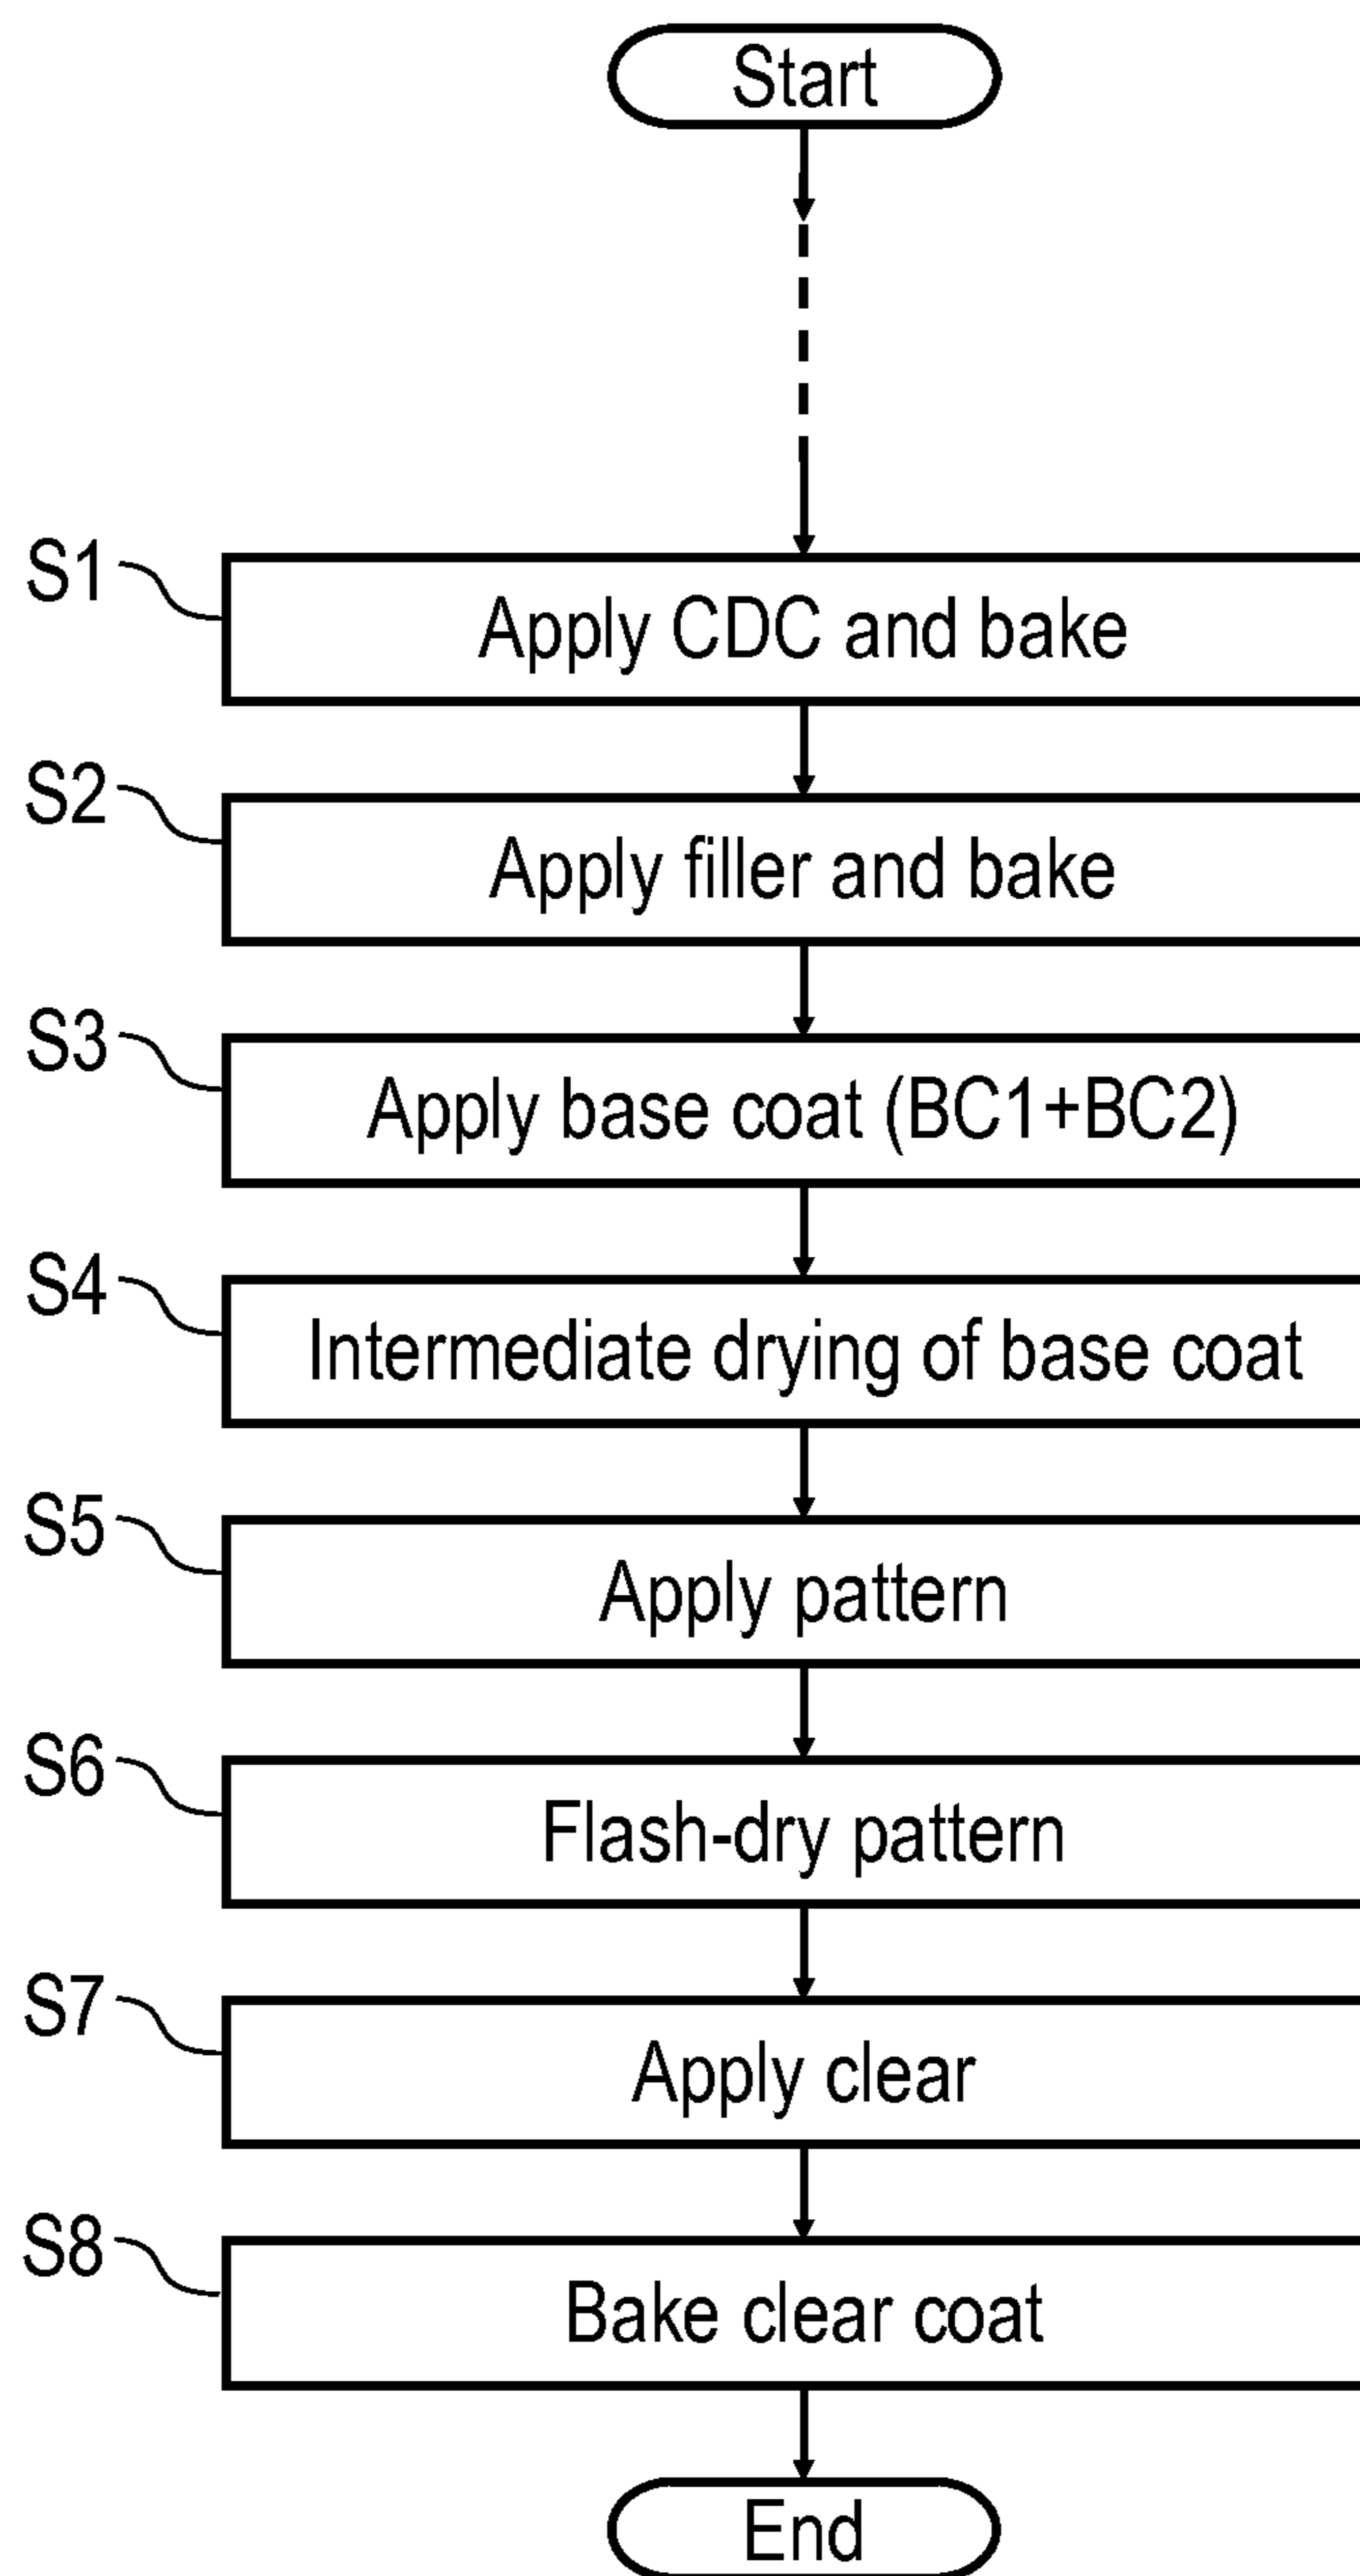 Start
S1
Apply CDC and bake
S2
Apply filler and bake
S3
Apply base coat (BC1+BC2)
S4
Intermediate drying of base coat
S5
Apply pattern
S6
Flash-dry pattern
S7
Apply clear
S8
Bake clear coat
End